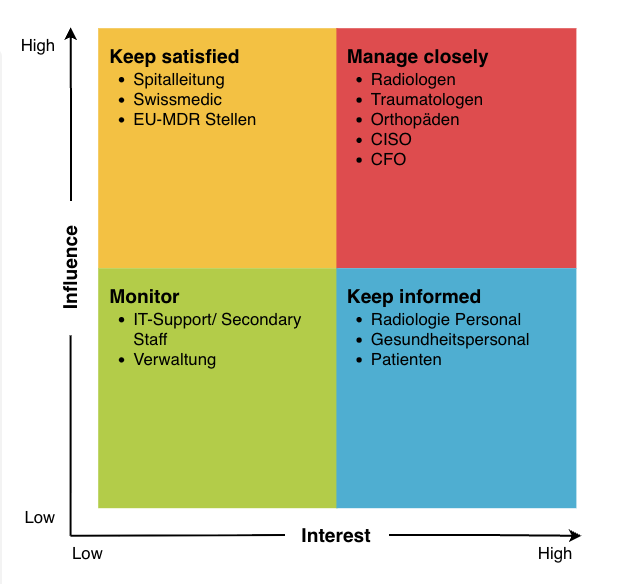 High
Keep satisfied
• Spitalleitung
• Swissmedic
• EU-MDR Stellen
Manage closely
• Radiologen
• Traumatologen
• Orthopäden
• CISO
• CFO
Influence
Monitor
• IT-Support/ Secondary
Staff
• Verwaltung
Keep informed
• Radiologie Personal
• Gesundheitspersonal
• Patienten
Low
Interest
Low
High